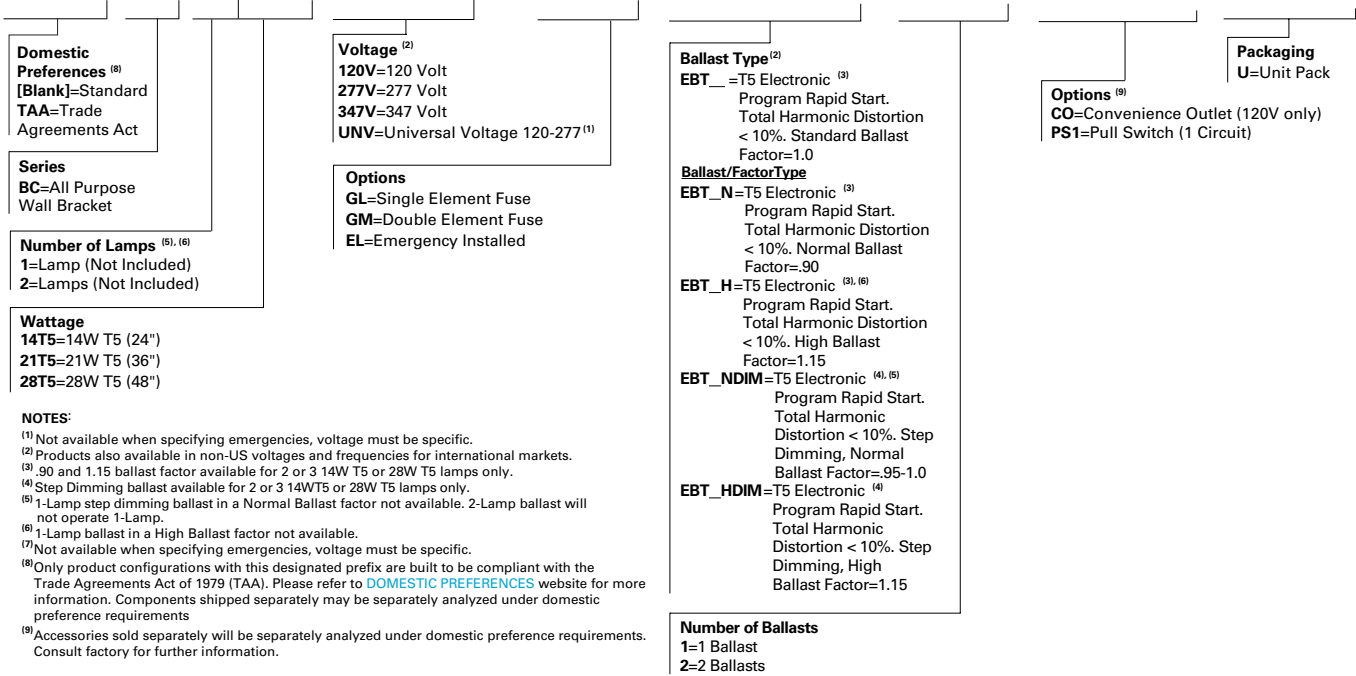 Domestic
Preferences (8)
[Blank]=Standard
TAA=Trade
Agreements Act
Series
BC=All Purpose
Wall Bracket
Number of Lamps (5), (6)
1=Lamp (Not Included)
2=Lamps (Not Included)
Wattage
14T5=14W T5 (24")
21T5=21W T5 (36")
28T5=28W T5 (48")
Voltage (2)
120V=120 Volt
277V=277 Volt
347V=347 Volt
UNV=Universal Voltage 120-277 (1)
Options
GL=Single Element Fuse
GM=Double Element Fuse
EL=Emergency Installed
Ballast Type (2)
EBT__ =T5 Electronic (3)
Program Rapid Start.
Total Harmonic Distortion
< 10%. Standard Ballast
Factor=1.0
Ballast/FactorType
EBT__N=T5 Electronic (3)
Program Rapid Start.
Total Harmonic Distortion
< 10%. Normal Ballast
Factor=.90
EBT__H=T5 Electronic (3), (6)
Program Rapid Start.
Total Harmonic Distortion
< 10%. High Ballast
Factor=1.15
EBT__NDIM=T5 Electronic (4), (5)
Program Rapid Start.
Total Harmonic
Distortion < 10%. Step
Dimming, Normal
Ballast Factor=.95-1.0
EBT__HDIM=T5 Electronic (4)
Program Rapid Start.
Total Harmonic
Distortion < 10%. Step
Dimming, High
Ballast Factor=1.15
Number of Ballasts
1=1 Ballast
2=2 Ballasts
Options (9)
CO=Convenience Outlet (120V only)
PS1=Pull Switch (1 Circuit)
Packaging
U=Unit Pack
NOTES:
(1) Not available when specifying emergencies, voltage must be specific.
(2) Products also available in non-US voltages and frequencies for international markets.
(3) .90 and 1.15 ballast factor available for 2 or 3 14W T5 or 28W T5 lamps only.
(4) Step Dimming ballast available for 2 or 3 14WT5 or 28W T5 lamps only.
(5) 1-Lamp step dimming ballast in a Normal Ballast factor not available. 2-Lamp ballast will
not operate 1-Lamp.
(6) 1-Lamp ballast in a High Ballast factor not available.
(7) Not available when specifying emergencies, voltage must be specific.
(8) Only product configurations with this designated prefix are built to be compliant with the
Trade Agreements Act of 1979 (TAA). Please refer to DOMESTIC PREFERENCES website for more
information. Components shipped separately may be separately analyzed under domestic
preference requirements
(9) Accessories sold separately will be separately analyzed under domestic preference requirements.
Consult factory for further information.